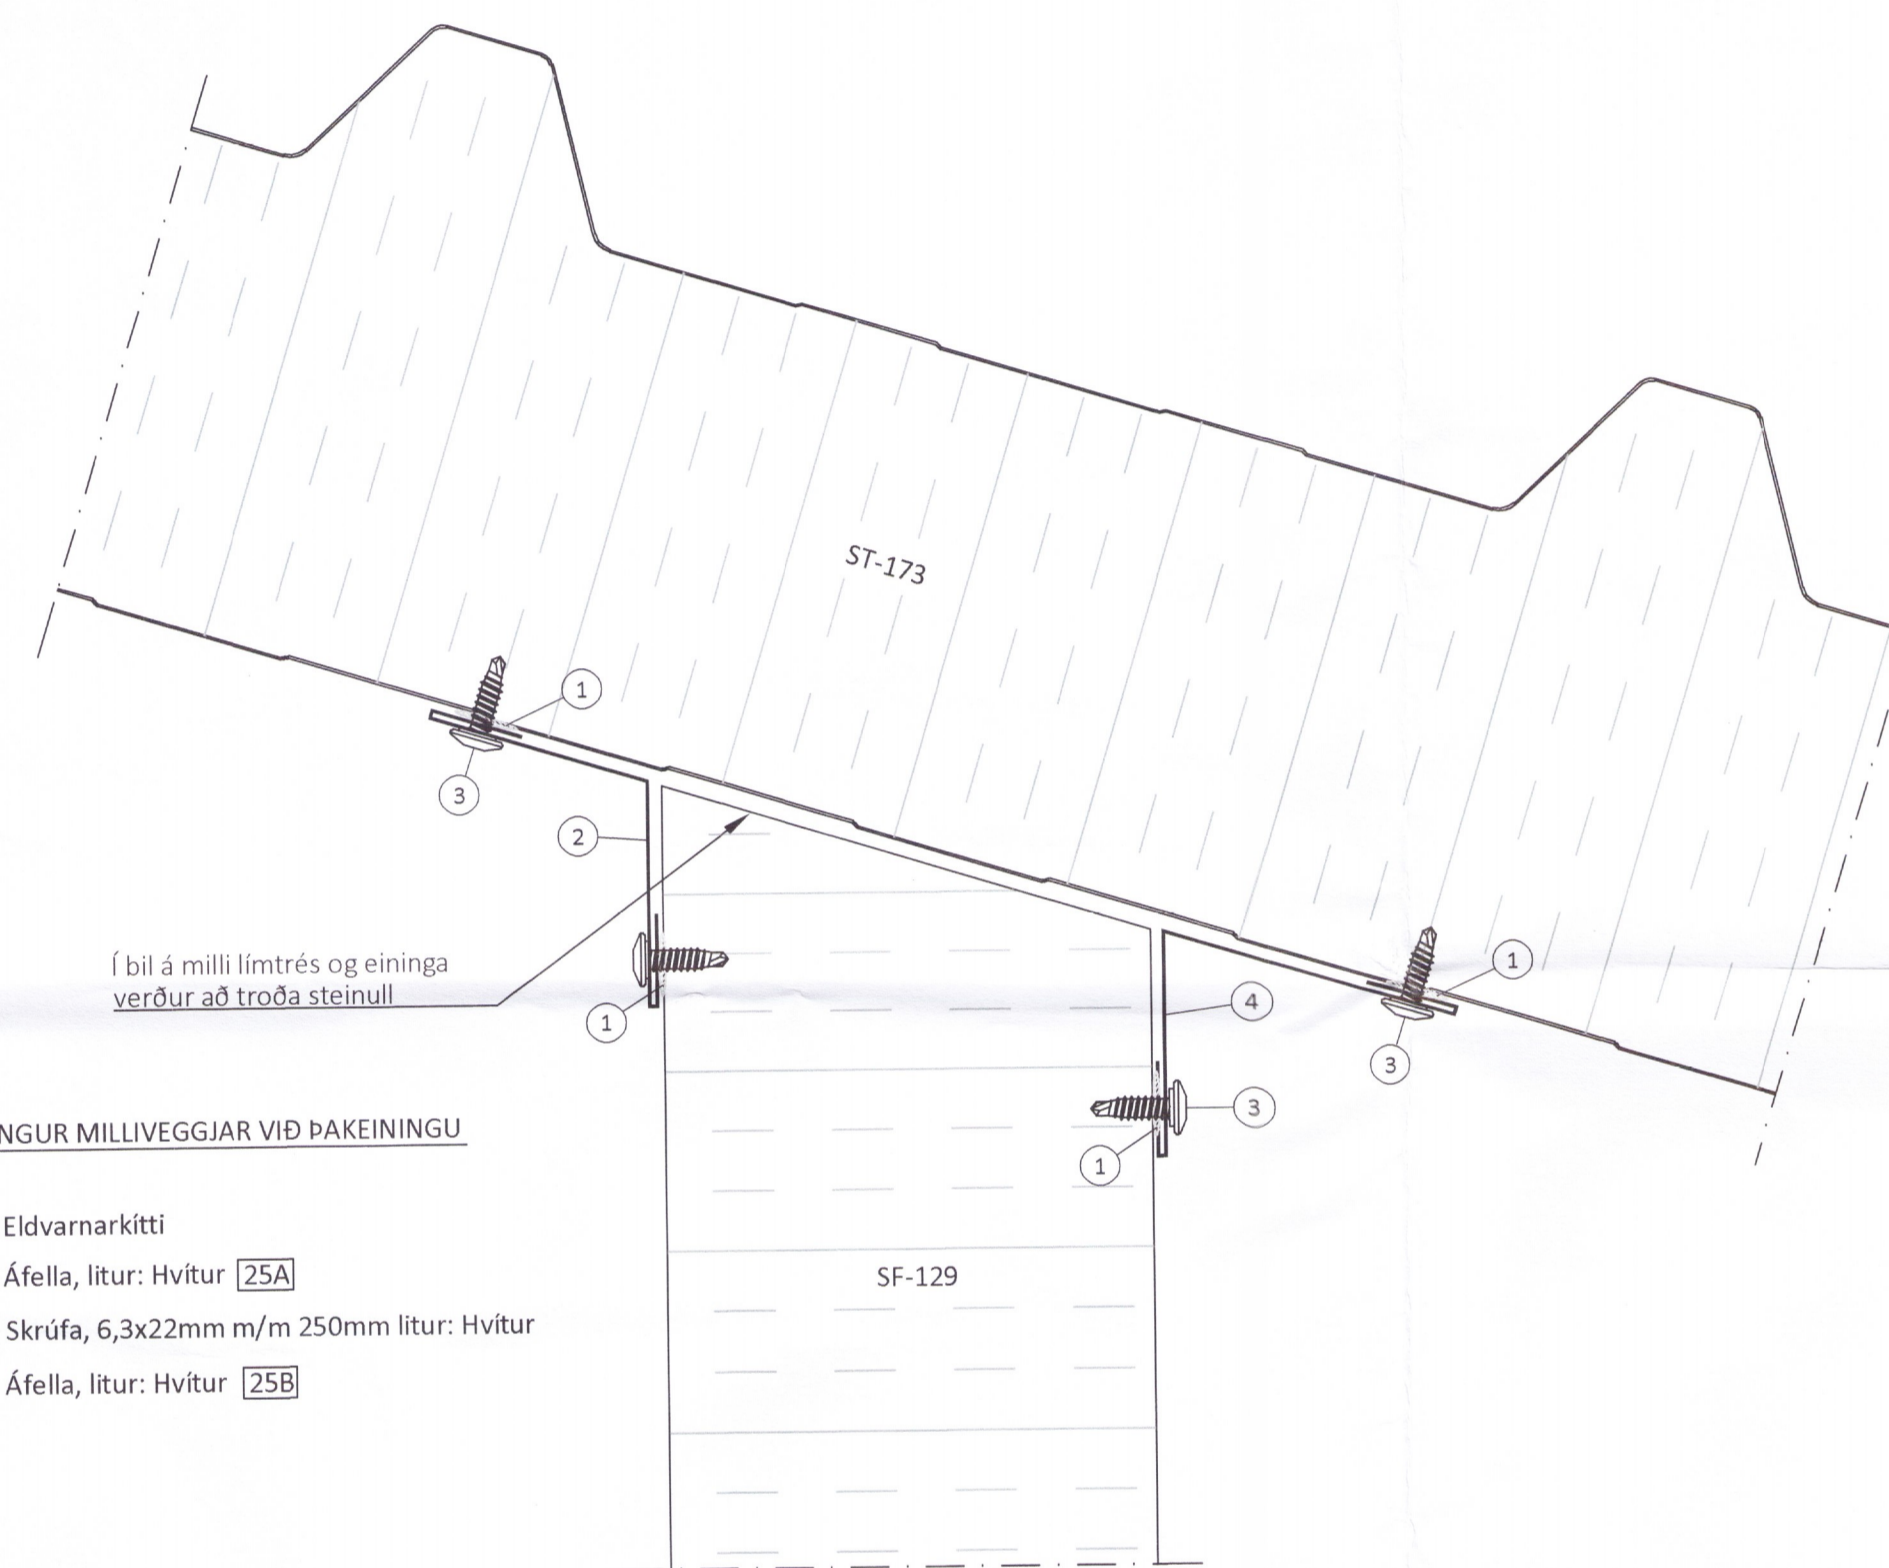 ST-173
1
3
2
Í bil á milli límtrés og eininga
verður að troða steinull
1
4
1
3
3
1
NGUR MILLIVEGGJAR VIÐ ÞAKEININGU
Eldvarnarkítti
Áfella, litur: Hvítur 25A
Skrúfa, 6,3x22mm m/m 250mm litur: Hvítur
Áfella, litur: Hvítur 25B
SF-129